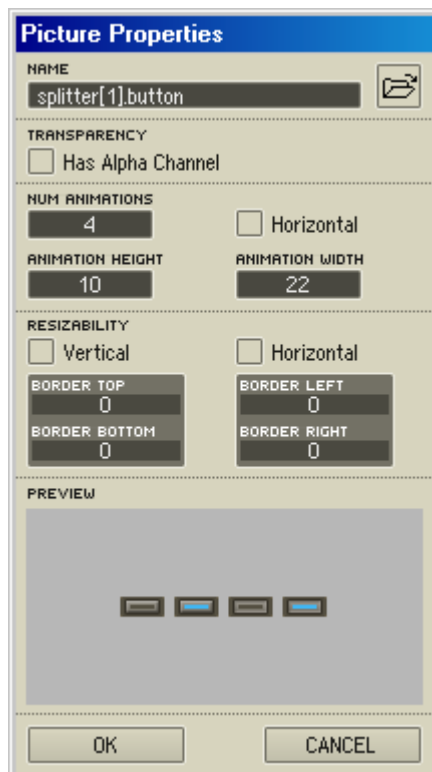 Picture Properties
NAME
splitter[1].button
TRANSPARENCY
Has Alpha Channel
NUM ANIMATIONS
4
Horizontal
ANIMATION HEIGHT
ANIMATION WIDTH
10
22
RESIZABILITY
Vertical
Horizontal
BORDER TOP
BORDER LEFT
0
0
BORDER BOTTOM
BORDER RIGHT
0
0
PREVIEW
OK
CANCEL